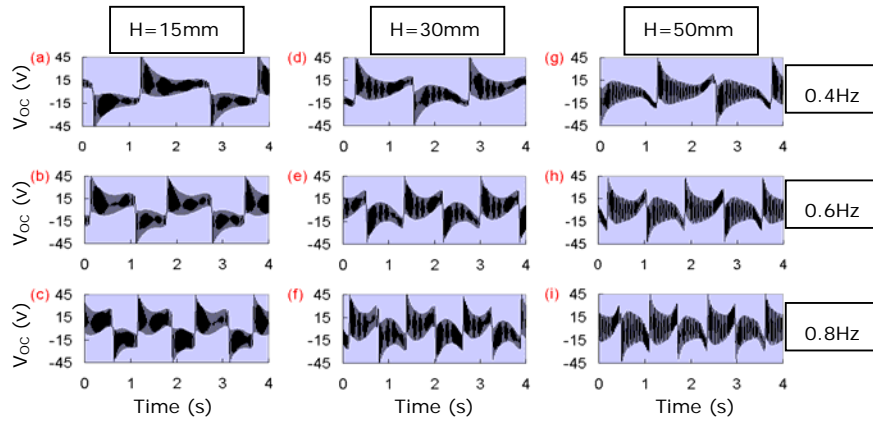 H=15mm H=30mm H=50mm
(a) 45 (d) 45 (g) 45
15 15 15
-15 -15 -15
-45 -45 -45
0 1 2 3 4 0 1 2 3 4 0 1 2 3 4
V_OC (v)
0.4Hz
(b) 45 (e) 45 (h) 45
15 15 15
-15 -15 -15
-45 -45 -45
0 1 2 3 4 0 1 2 3 4 0 1 2 3 4
V_OC (v)
0.6Hz
(c) 45 (f) 45 (i) 45
15 15 15
-15 -15 -15
-45 -45 -45
0 1 2 3 4 0 1 2 3 4 0 1 2 3 4
V_OC (v)
0.8Hz
Time (s) Time (s) Time (s)